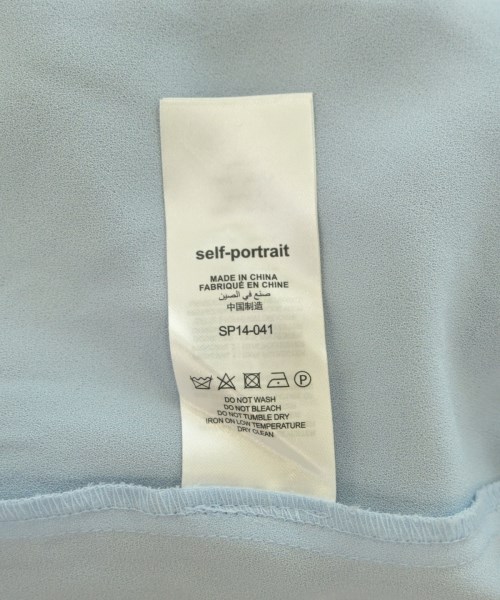 self-portrait
MADE IN CHINA
FABRIQUÉ EN CHINE
صنع في الصين
中国制造
SP14-041
DO NOT WASH
DO NOT BLEACH
DO NOT TUMBLE DRY
IRON ON LOW TEMPERATURE
DRY CLEAN